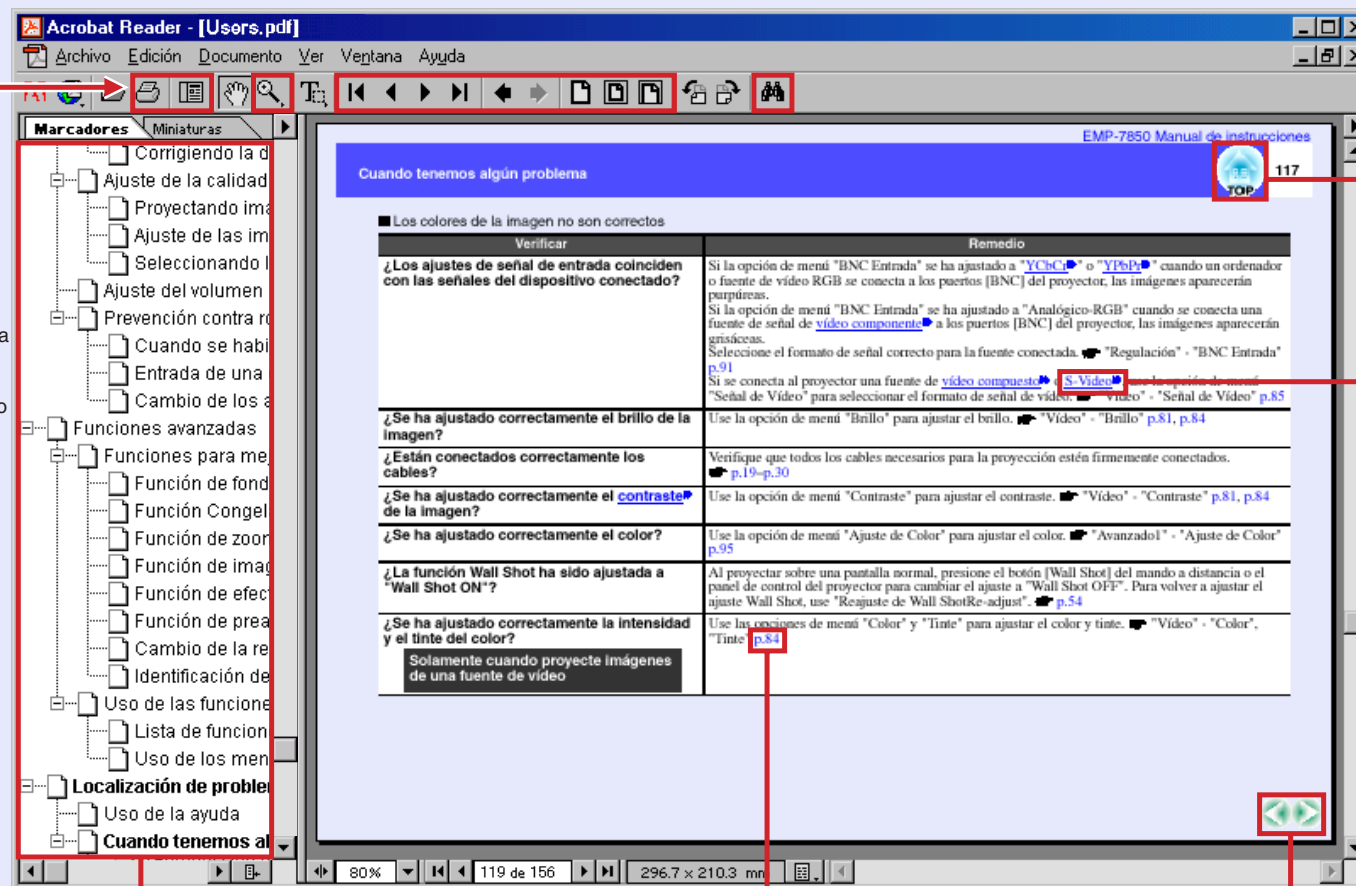 Acrobat Reader - [Users.pdf]
Archivo Edición Documento Ver Ventana Ayuda
Marcadores Miniaturas
Corrigiendo la d
Ajuste de la calidad
Proyectando imá
Ajuste de las im
Seleccionando l
Ajuste del volumen
Prevención contra ro
Cuando se habi
Entrada de una
Cambio de los a
Funciones avanzadas
Funciones para me
Función de fond
Función Congel
Función de zoor
Función de imag
Función de efec
Función de prea
Cambio de la re
Identificación de
Uso de las funcione
Lista de funcion
Uso de los men
Localización de probler
Uso de la ayuda
Cuando tenemos al
a
o
EMP-7850 Manual de instrucciones
Cuando tenemos algún problema
TOP
117
■ Los colores de la imagen no son correctos
Verificar Remedio
¿Los ajustes de señal de entrada coinciden
con las señales del dispositivo conectado?
Si la opción de menú "BNC Entrada" se ha ajustado a "YCbCr" o "YPbPr" cuando un ordenador
o fuente de vídeo RGB se conecta a los puertos [BNC] del proyector, las imágenes aparecerán
purpúreas.
Si la opción de menú "BNC Entrada" se ha ajustado a "Analógico-RGB" cuando se conecta una
fuente de señal de vídeo componente a los puertos [BNC] del proyector, las imágenes aparecerán
grisáceas.
Seleccione el formato de señal correcto para la fuente conectada. "Regulación" - "BNC Entrada"
p.91
Si se conecta al proyector una fuente de vídeo compuesto o S-Video, use la opción de menú
"Señal de Vídeo" para seleccionar el formato de señal de vídeo. "Vídeo" - "Señal de Vídeo" p.85
¿Se ha ajustado correctamente el brillo de la
imagen?
Use la opción de menú "Brillo" para ajustar el brillo. "Vídeo" - "Brillo" p.81, p.84
¿Están conectados correctamente los
cables?
Verifique que todos los cables necesarios para la proyección estén firmemente conectados.
p.19–p.30
¿Se ha ajustado correctamente el contraste
de la imagen?
Use la opción de menú "Contraste" para ajustar el contraste. "Vídeo" - "Contraste" p.81, p.84
¿Se ha ajustado correctamente el color?
Use la opción de menú "Ajuste de Color" para ajustar el color. "Avanzado1" - "Ajuste de Color"
p.95
¿La función Wall Shot ha sido ajustada a
"Wall Shot ON"?
Al proyectar sobre una pantalla normal, presione el botón [Wall Shot] del mando a distancia o el
panel de control del proyector para cambiar el ajuste a "Wall Shot OFF". Para volver a ajustar el
ajuste Wall Shot, use "Reajuste de Wall ShotRe-adjust". p.54
¿Se ha ajustado correctamente la intensidad
y el tinte del color?
Solamente cuando proyecte imágenes
de una fuente de vídeo
Use las opciones de menú "Color" y "Tinte" para ajustar el color y tinte. "Vídeo" - "Color",
"Tinte" p.84
80% 119 de 156 296.7 x 210.3 mm